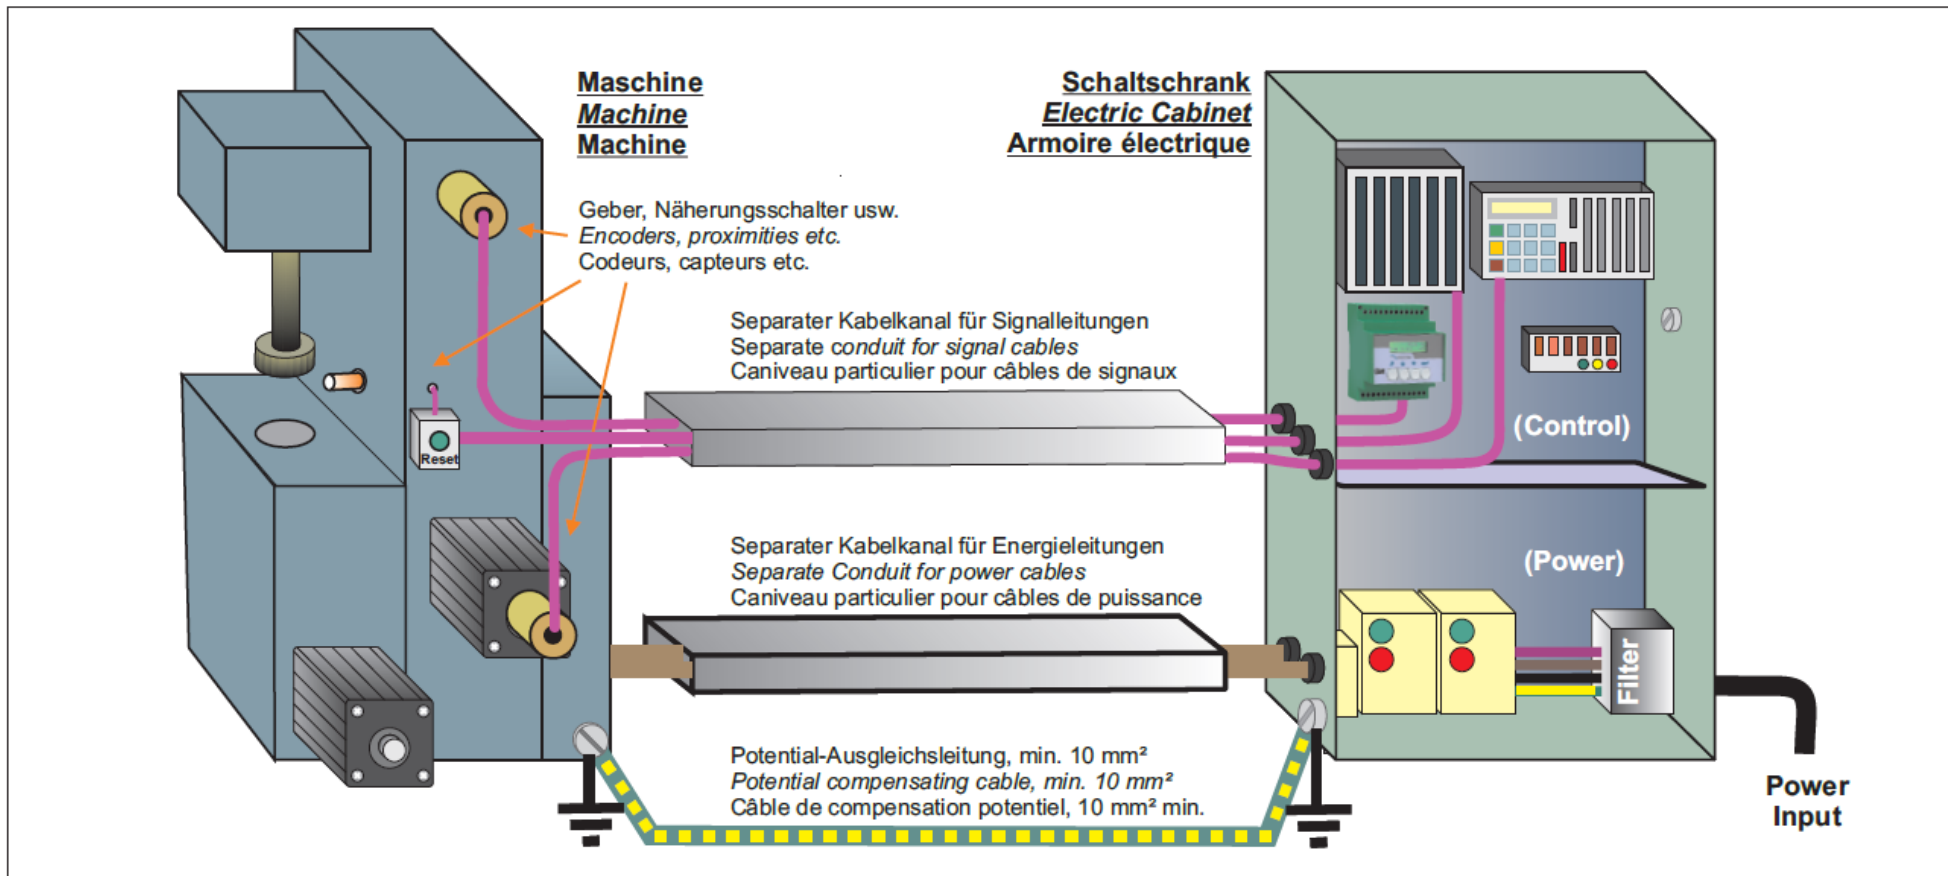 Maschine
Machine
Machine
Schaltschrank
Electric Cabinet
Armoire électrique
Geber, Näherungsschalter usw.
Encoders, proximities etc.
Codeurs, capteurs etc.
Separater Kabelkanal für Signalleitungen
Separate conduit for signal cables
Caniveau particulier pour câbles de signaux
(Control)
Reset
Separater Kabelkanal für Energieleitungen
Separate Conduit for power cables
Caniveau particulier pour câbles de puissance
(Power)
Filter
Potential-Ausgleichsleitung, min. 10 mm²
Potential compensating cable, min. 10 mm²
Câble de compensation potentiel, 10 mm² min.
Power
Input